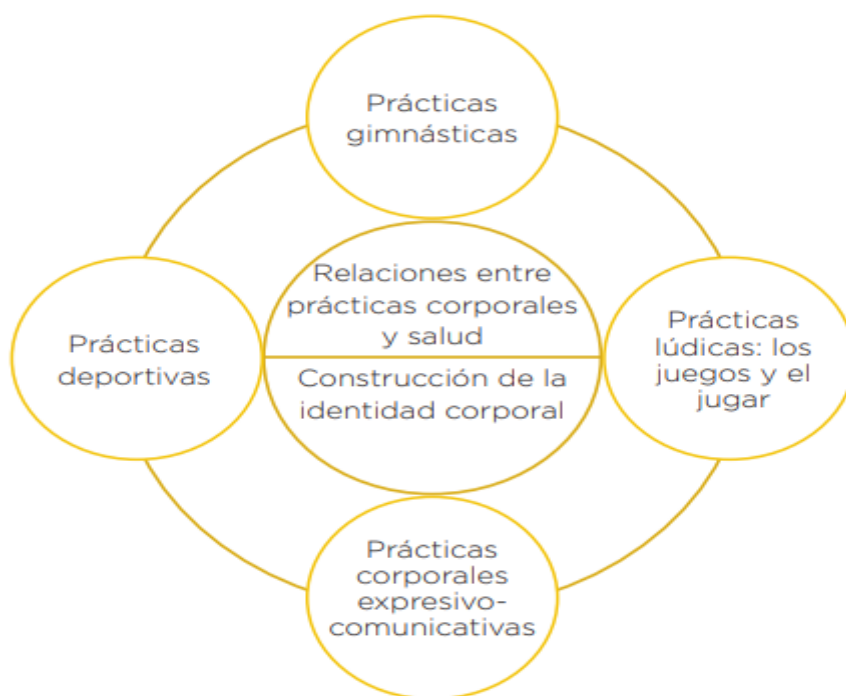 Prácticas
gimnásticas
Relaciones entre
prácticas corporales
y salud
Prácticas
deportivas
Construcción de la
identidad corporal
Prácticas
lúdicas: los
juegos y el
jugar
Prácticas
corporales
expresivo-
comunicativas